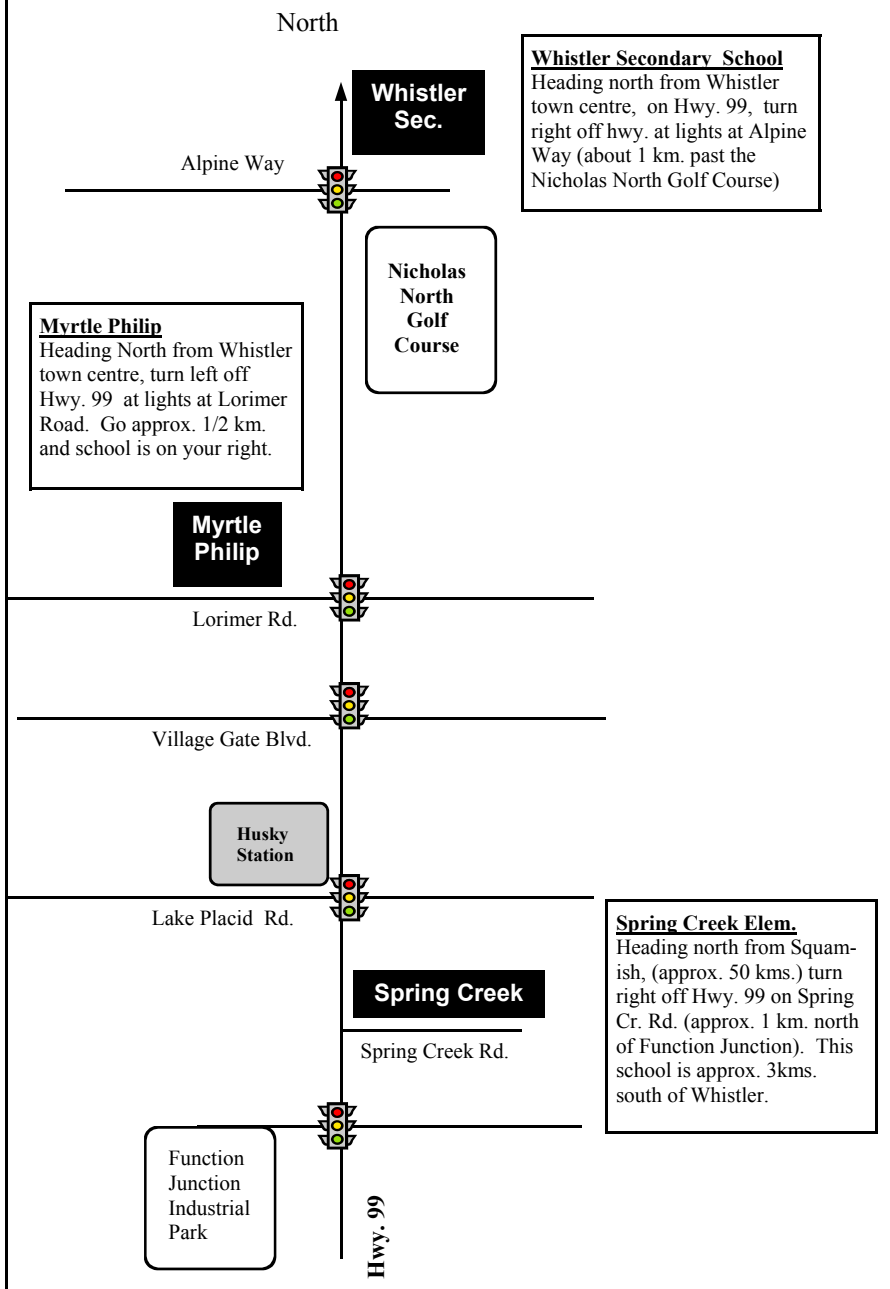 North
Whistler
Sec.
Whistler Secondary School
Heading north from Whistler
town centre, on Hwy. 99, turn
right off hwy. at lights at Alpine
Way (about 1 km. past the
Nicholas North Golf Course)
Alpine Way
Nicholas
North
Golf
Course
Myrtle Philip
Heading North from Whistler
town centre, turn left off
Hwy. 99 at lights at Lorimer
Road. Go approx. 1/2 km.
and school is on your right.
Myrtle
Philip
Lorimer Rd.
Village Gate Blvd.
Husky
Station
Lake Placid Rd.
Spring Creek Elem.
Heading north from Squam-
ish, (approx. 50 kms.) turn
right off Hwy. 99 on Spring
Cr. Rd. (approx. 1 km. north
of Function Junction). This
school is approx. 3kms.
south of Whistler.
Spring Creek
Spring Creek Rd.
Function
Junction
Industrial
Park
Hwy. 99